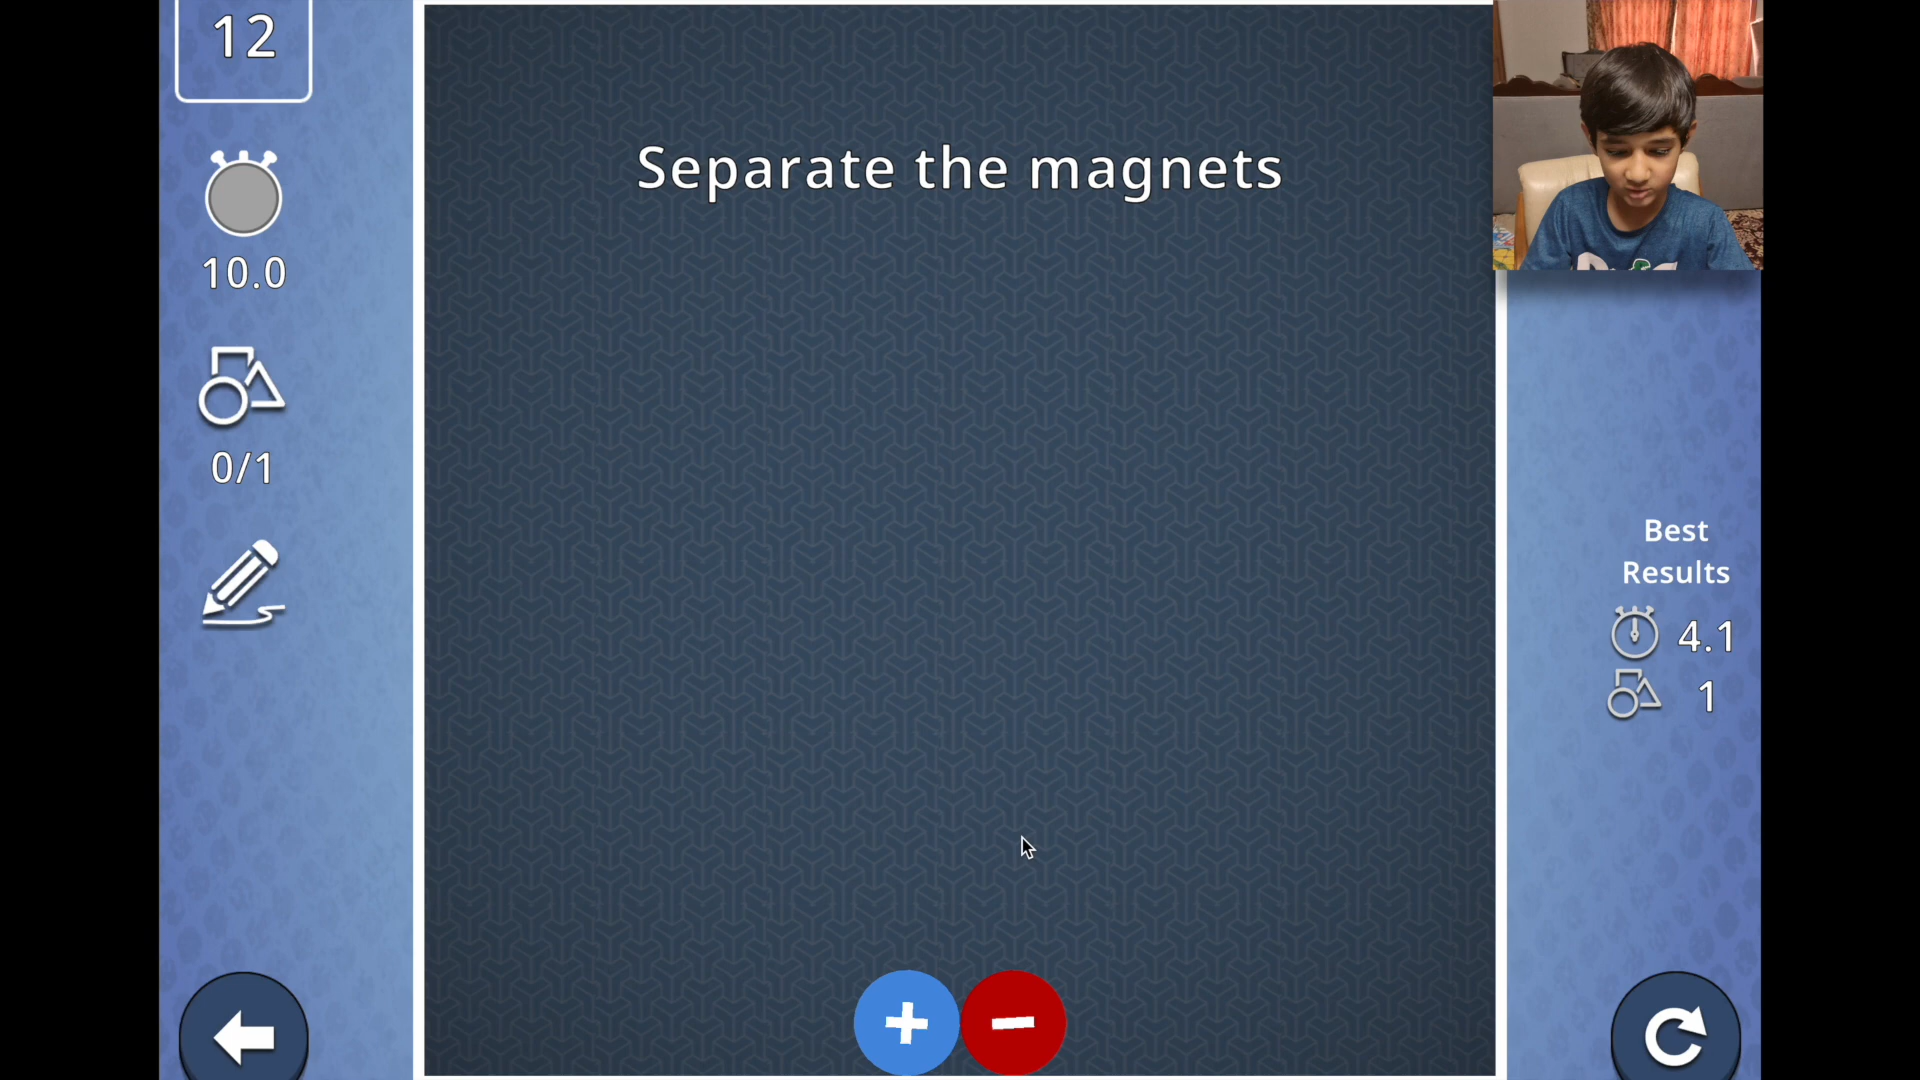 12
Separate the magnets
10.0
0/1
Best
Results
4.1
1
+
−